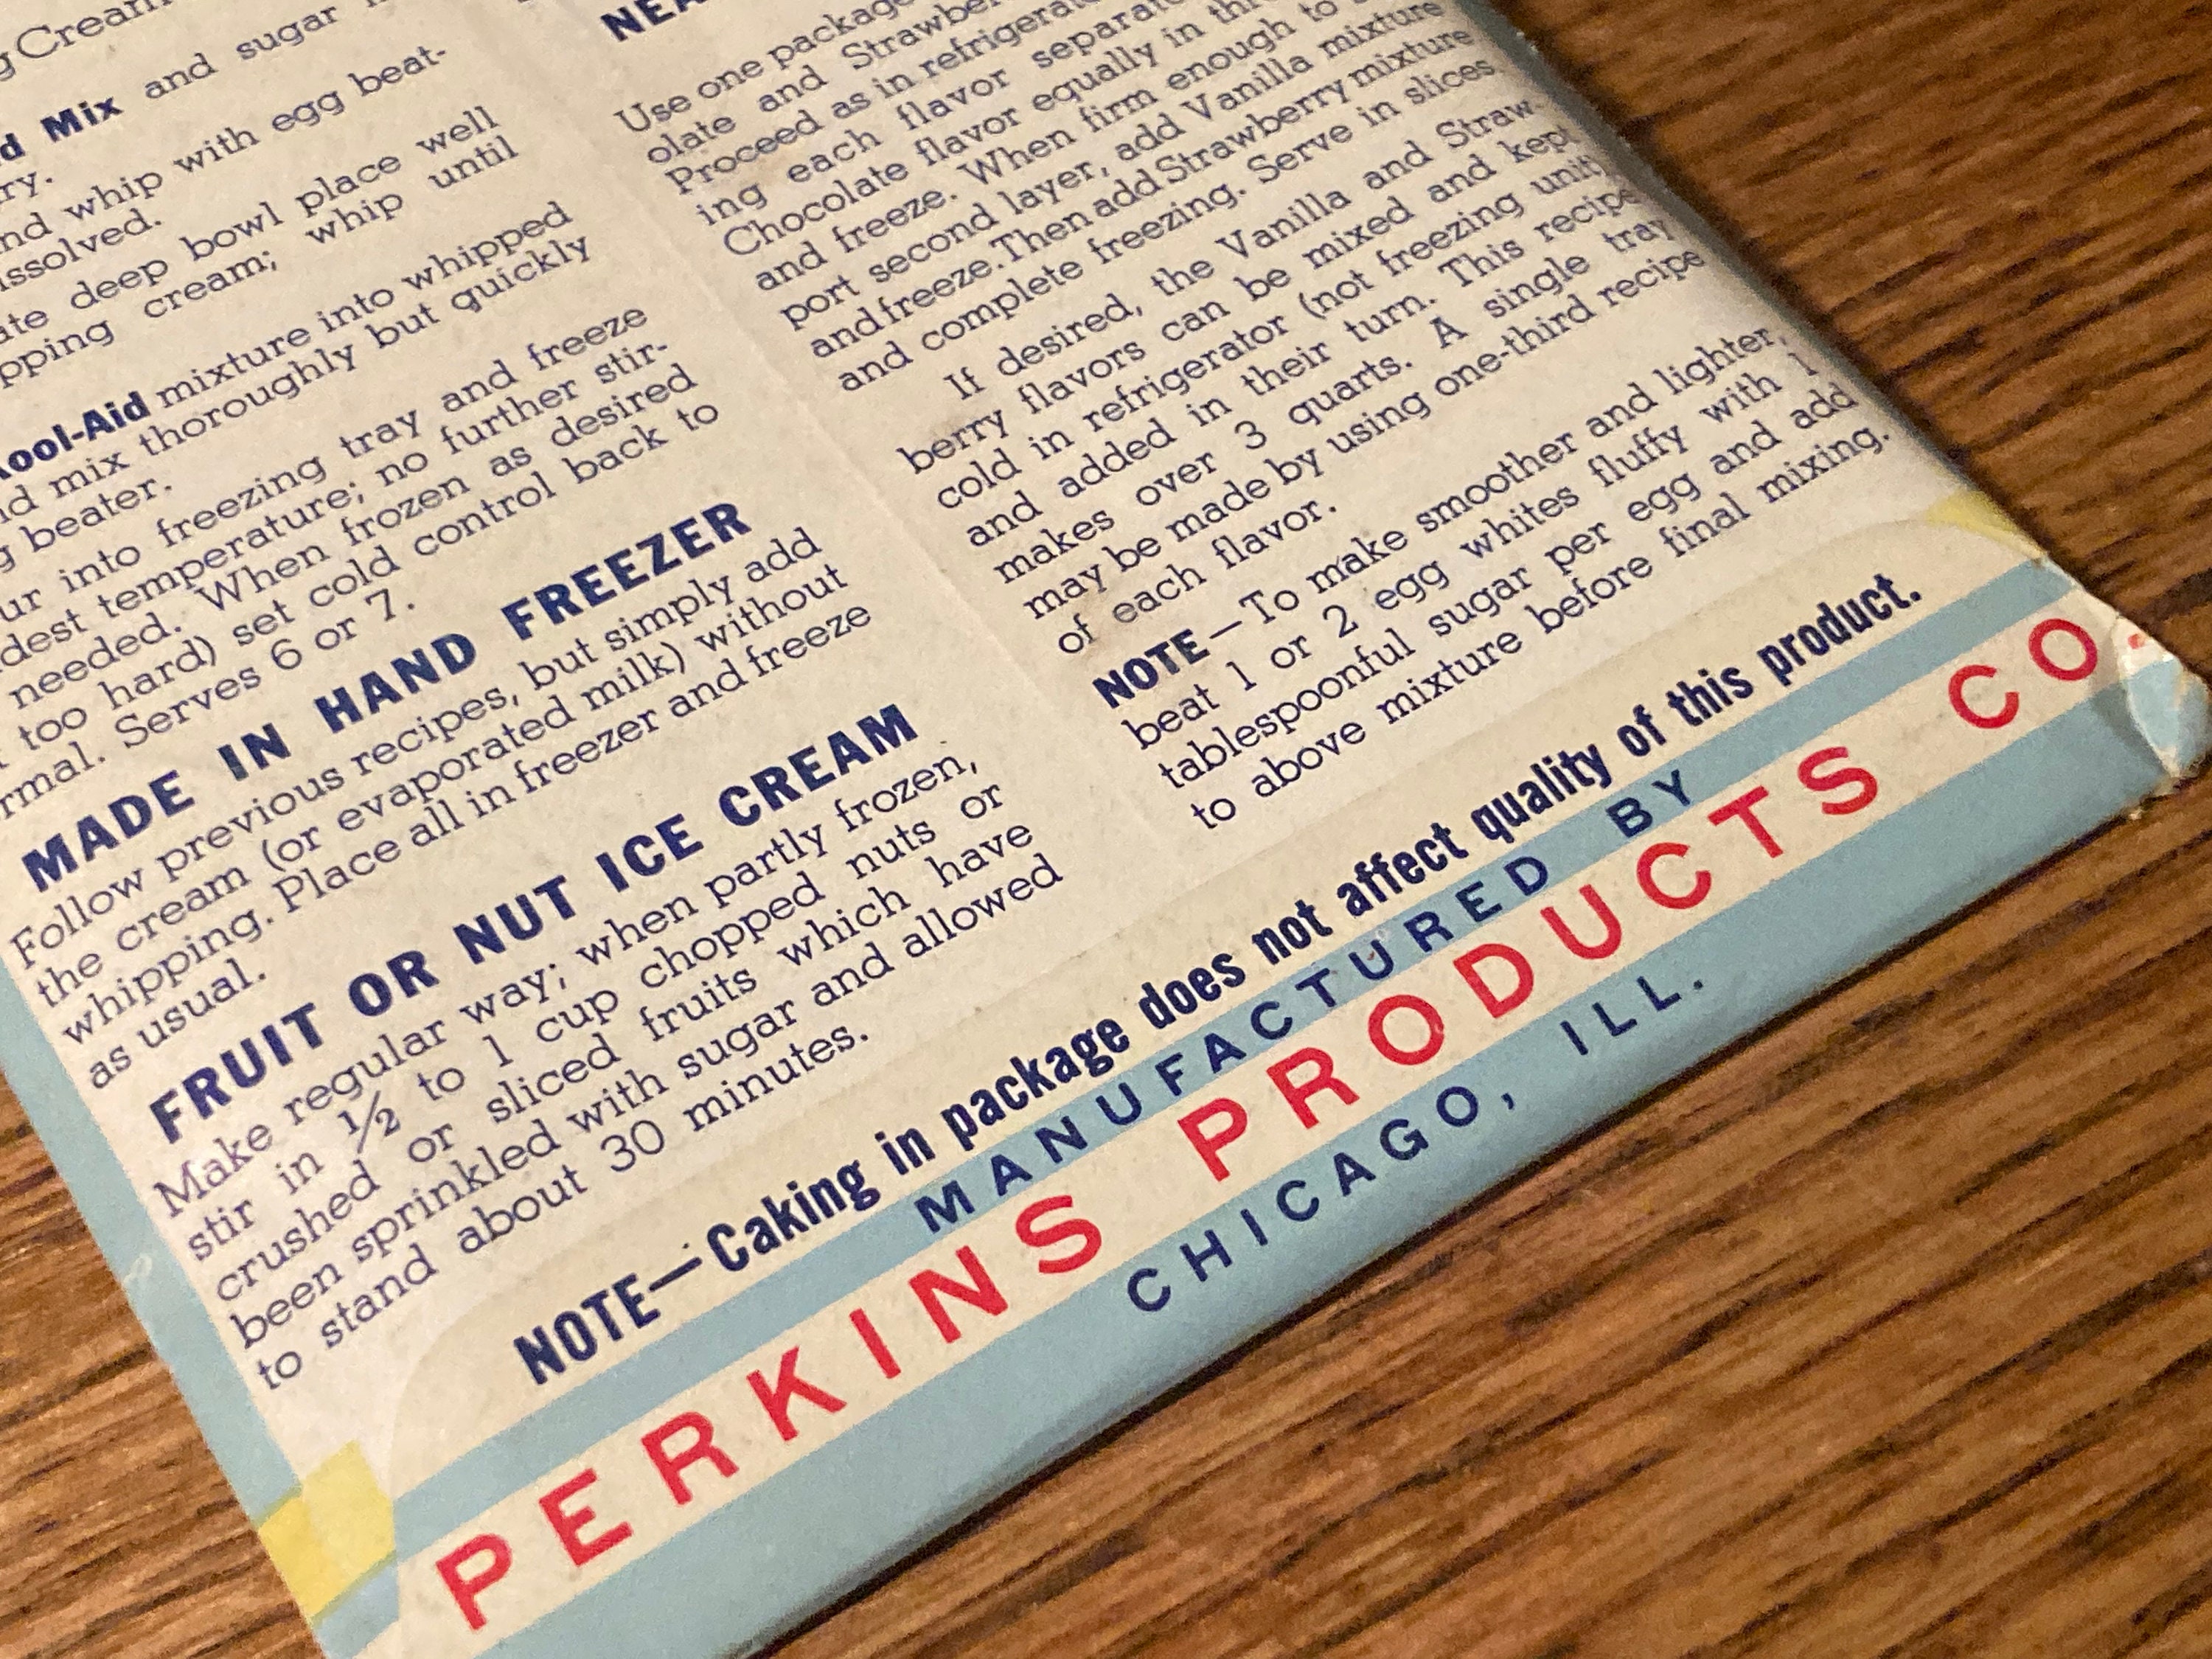 Cream
d Mix and sugar
ry.
nd whip with egg beat-
issolved.
deep bowl place well
pping cream; whip until
ool-Aid mixture into whipped
nd mix thoroughly but quickly
g beater.
ur into freezing tray and freeze
dest temperature; no further stir-
needed. When frozen as desired
too hard) set cold control back to
rmal. Serves 6 or 7.
MADE IN HAND FREEZER
Follow previous recipes, but simply add
the cream (or evaporated milk) without
whipping. Place all in freezer and freeze
as usual.
FRUIT OR NUT ICE CREAM
Make regular way; when partly frozen,
stir in 1/2 to 1 cup chopped nuts or
crushed or sliced fruits which have
been sprinkled with sugar and allowed
to stand about 30 minutes.
NEA
Use one package
olate and Strawber
Proceed as in refrigerat
ing each flavor separat
Chocolate flavor equally in
and freeze. When firm enough to
port second layer, add Vanilla mixture
and freeze. Then add Strawberry mixture
and complete freezing. Serve in slices.
If desired, the Vanilla and Straw-
berry flavors can be mixed and kept
cold in refrigerator (not freezing unit)
and added in their turn. This recipe
makes over 3 quarts. A single tray
may be made by using one-third recipe
of each flavor.
NOTE—To make smoother and lighter,
beat 1 or 2 egg whites fluffy with 1
tablespoonful sugar per egg and add
to above mixture before final mixing.
NOTE—Caking in package does not affect quality of this product.
MANUFACTURED BY
PERKINS PRODUCTS CO.
CHICAGO, ILL.